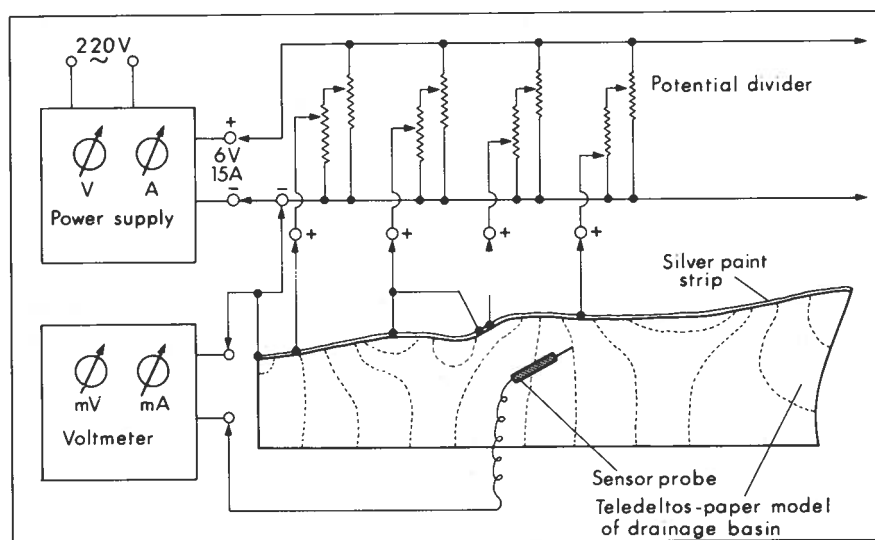 220V
~
+
6V
15A
–
–
V
A
Power supply
Potential divider
+
+
+
+
Silver paint
strip
mV
mA
Voltmeter
Sensor probe
Teledeltos-paper model
of drainage basin